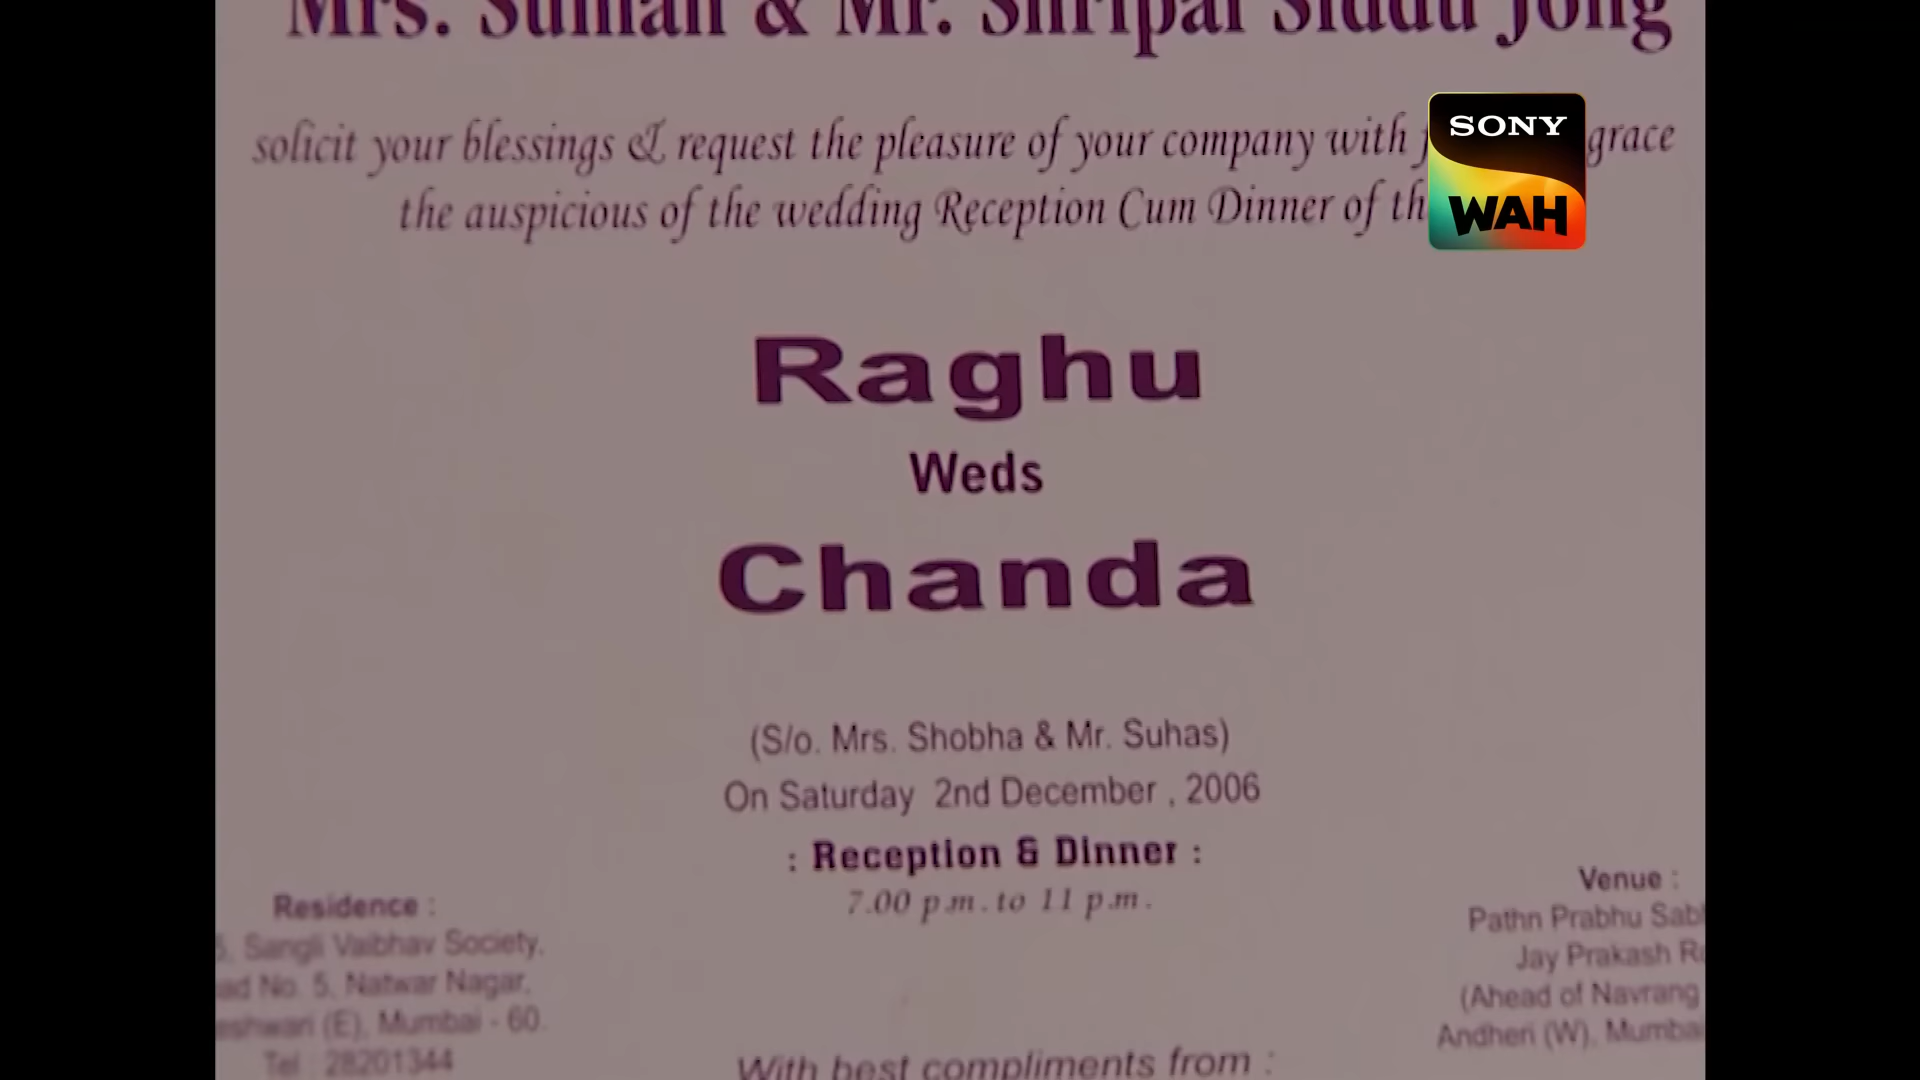 Mrs. Suman & Mr. Shripal Siddu Jong
solicit your blessings & request the pleasure of your company with grace
the auspicious of the wedding Reception Cum Dinner of
SONY
WAH
Raghu
Weds
Chanda
(S/o. Mrs. Shobha & Mr. Suhas)
On Saturday 2nd December , 2006
: Reception & Dinner :
7.00 p.m. to 11 p.m.
Residence :
Sangli Vaibhav Society,
No. 5, Natwar Nagar,
(E), Mumbai - 60.
Tel : 28201344
Venue :
Pathn Prabhu
Jay Prakash
(Ahead of Navrang
Andheri (W), Mumbai
With best compliments from :